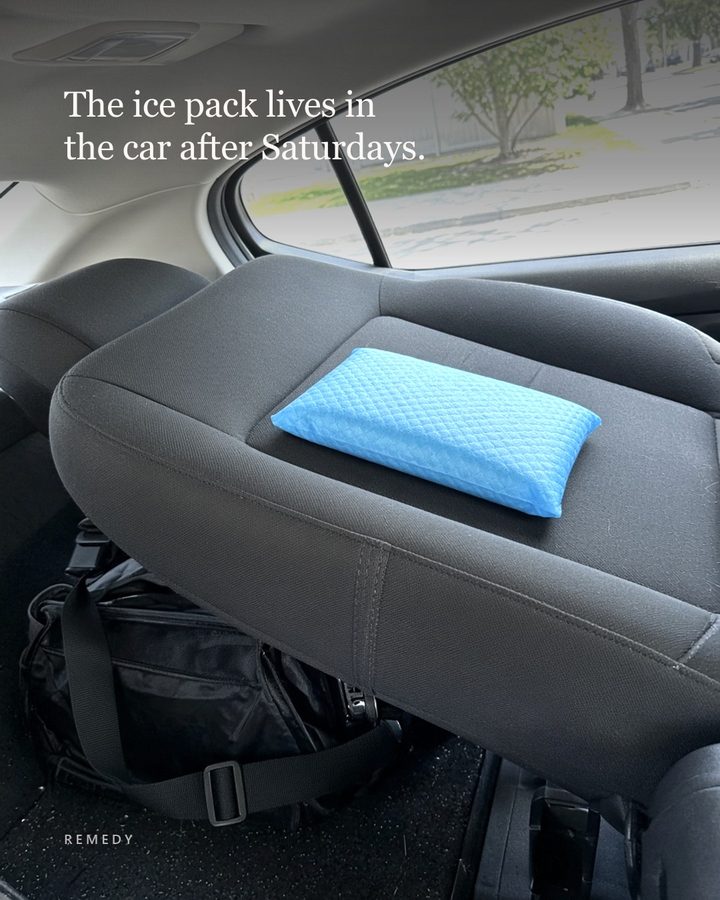 The ice pack lives in
the car after Saturdays.
REMEDY